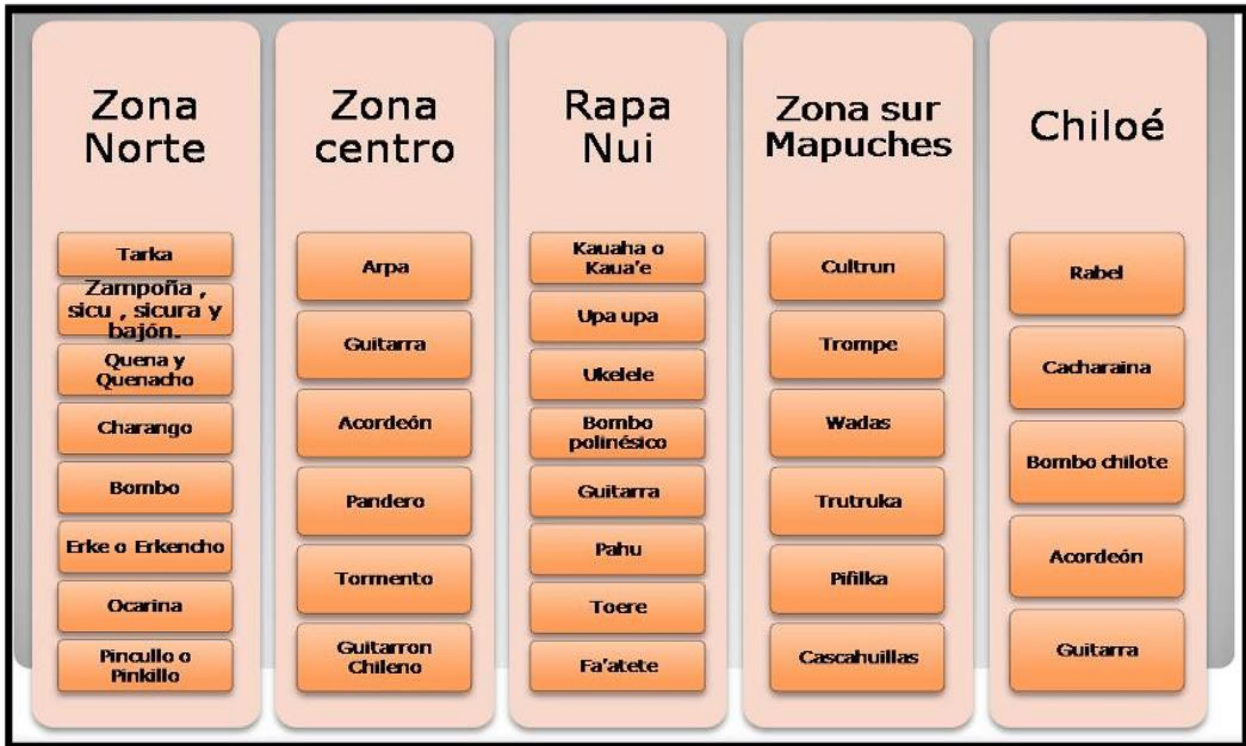 Zona
Norte
Tarka
Zampoña ,
sicu , sicura y
bajón.
Quena y
Quenacho
Charango
Bombo
Erke o Erkencho
Ocarina
Pincullo o
Pinkillo
Zona
centro
Arpa
Guitarra
Acordeón
Pandero
Tormento
Guitarron
Chileno
Rapa
Nui
Kauaha o
Kaua'e
Upa upa
Ukelele
Bombo
polinésico
Guitarra
Pahu
Toere
Fa'atete
Zona sur
Mapuches
Cultrun
Trompe
Wadas
Trutruka
Pifilka
Cascahuillas
Chiloé
Rabel
Cacharaina
Bombo chilote
Acordeón
Guitarra